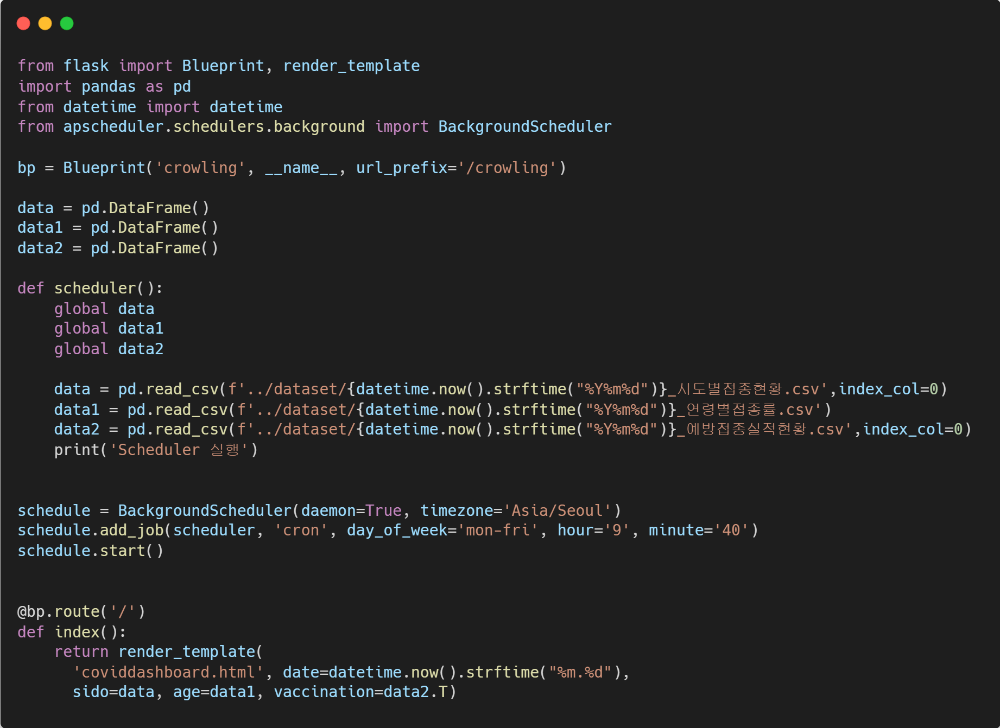 from flask import Blueprint, render_template
import pandas as pd
from datetime import datetime
from apscheduler.schedulers.background import BackgroundScheduler

bp = Blueprint('crowling', __name__, url_prefix='/crowling')

data = pd.DataFrame()
data1 = pd.DataFrame()
data2 = pd.DataFrame()

def scheduler():
    global data
    global data1
    global data2

    data = pd.read_csv(f'../dataset/{datetime.now().strftime("%Y%m%d")}_시도별접종현황.csv',index_col=0)
    data1 = pd.read_csv(f'../dataset/{datetime.now().strftime("%Y%m%d")}_연령별접종률.csv')
    data2 = pd.read_csv(f'../dataset/{datetime.now().strftime("%Y%m%d")}_예방접종실적현황.csv',index_col=0)
    print('Scheduler 실행')


schedule = BackgroundScheduler(daemon=True, timezone='Asia/Seoul')
schedule.add_job(scheduler, 'cron', day_of_week='mon-fri', hour='9', minute='40')
schedule.start()


@bp.route('/')
def index():
    return render_template(
      'coviddashboard.html', date=datetime.now().strftime("%m.%d"),
      sido=data, age=data1, vaccination=data2.T)